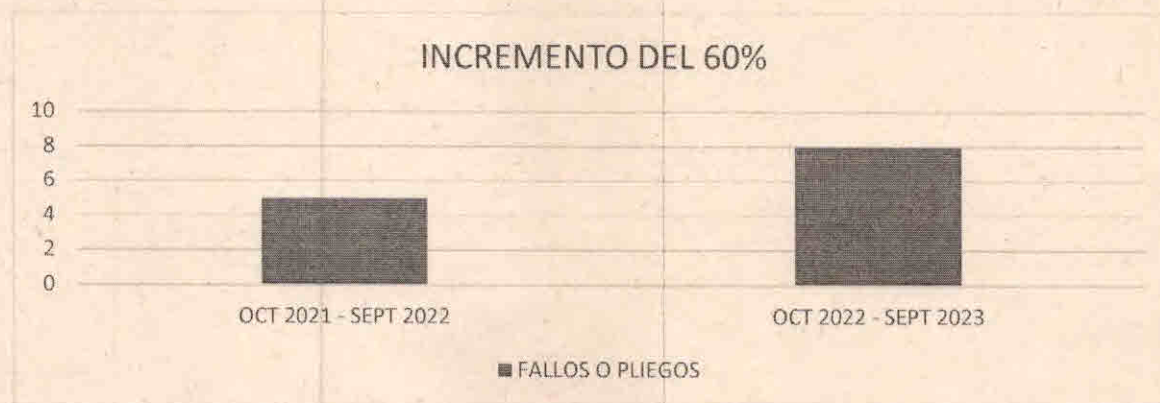 INCREMENTO DEL 60%
10
8
6
4
2
0
OCT 2021 - SEPT 2022
OCT 2022 - SEPT 2023
FALLOS O PLIEGOS